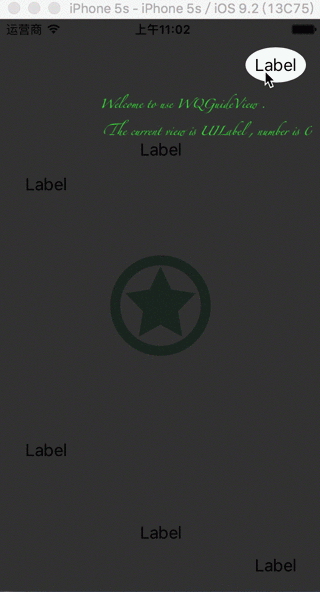 iPhone 5s - iPhone 5s / iOS 9.2 (13C75)
运营商 上午11:02
Label
Welcome to use WQGuideView .
The current view is UILabel , number is
Label
Label
Label
Label
Label